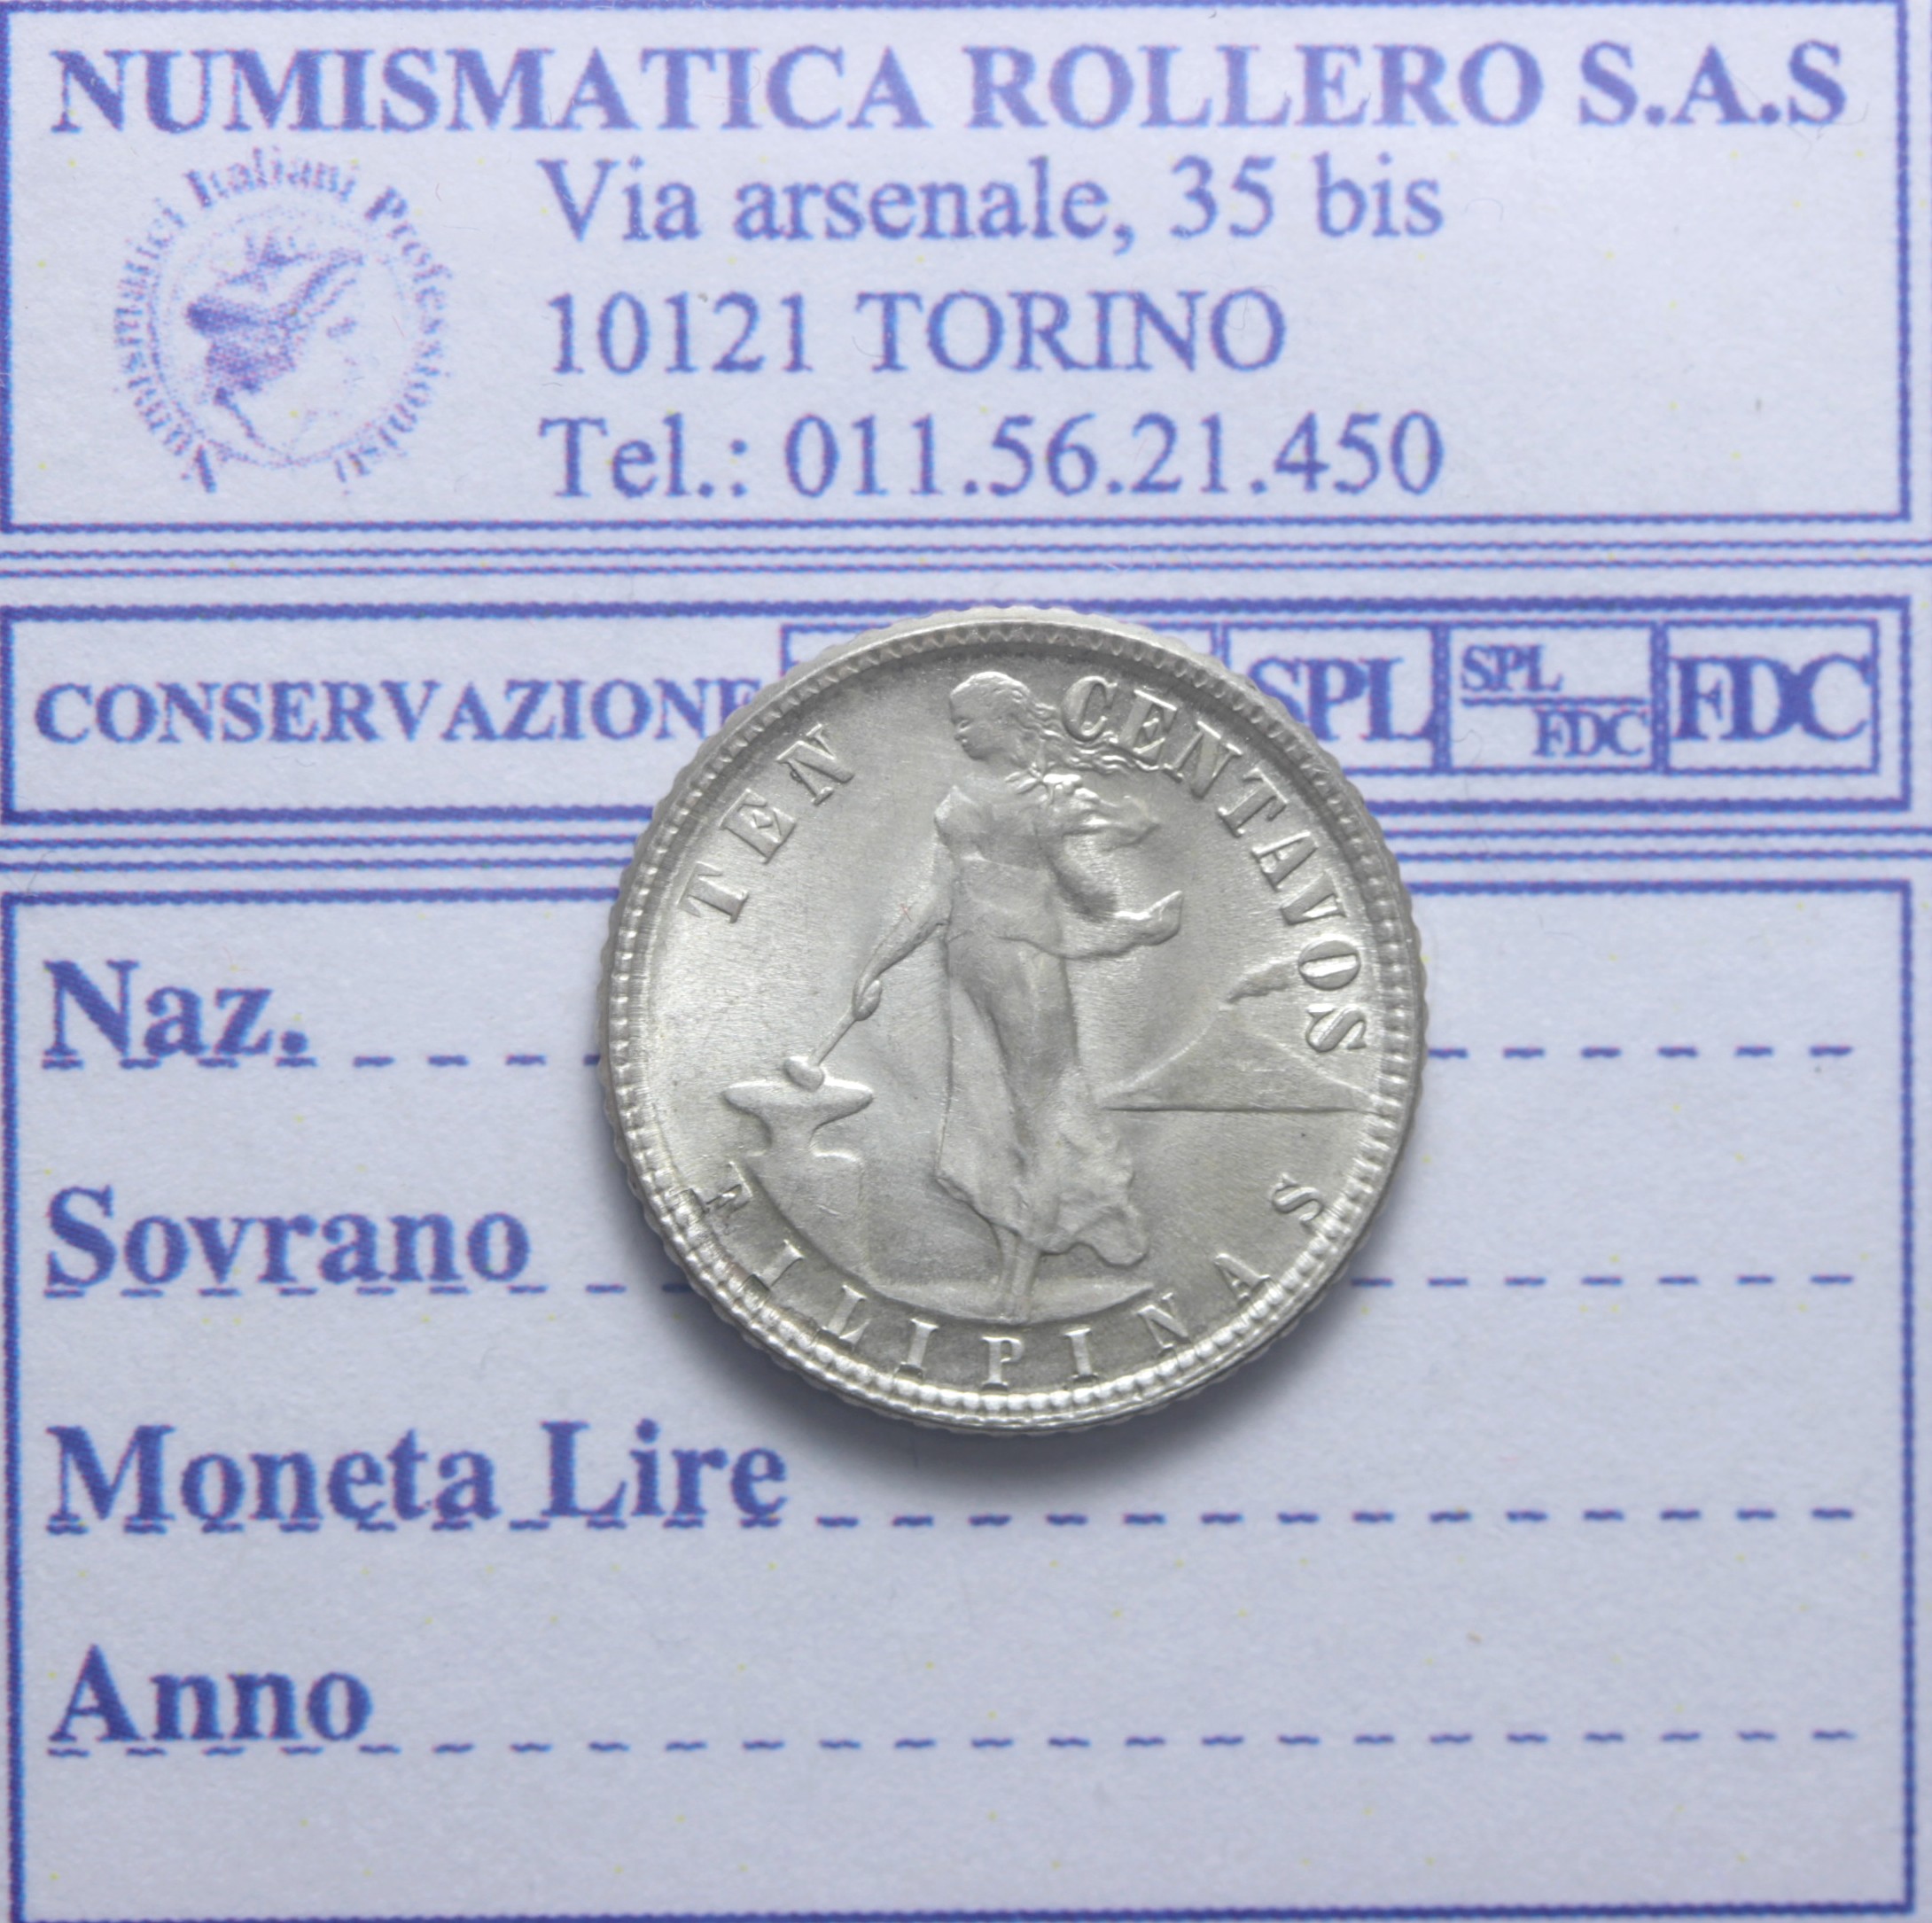 NUMISMATICA ROLLERO S.A.S
Numismatici Italiani Professionisti
Via arsenale, 35 bis
10121 TORINO
Tel.: 011.56.21.450
CONSERVAZIONE
SPL
SPL
FDC
FDC
TEN CENTAVOS
FILIPINAS
Naz.
Sovrano
Moneta Lire
Anno